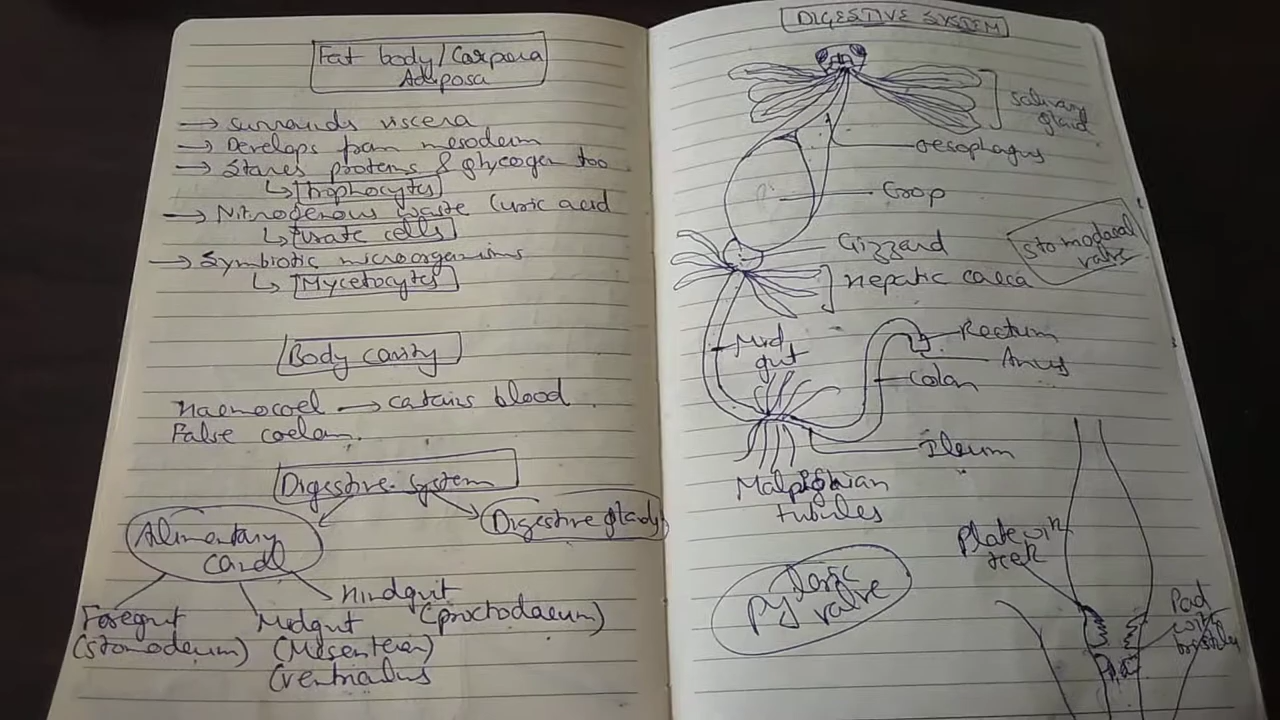 Fat body/Corpora
Adiposa
→ surrounds viscera
→ Develops from mesoderm
→ Stores proteins & glycogen too
↳ Trophocytes
→ Nitrogenous waste (uric acid
↳ urate cells
→ Symbiotic microorganisms
↳ Mycetocytes
Body cavity
Haemocoel → contains blood
False coelom.
Digestive system
Alimentary
canal
Digestive glands
Foregut
(stomodeum)
Midgut
(Mesenteron)
(ventriculus
Hindgut
(proctodaeum)
DIGESTIVE SYSTEM
salivary
gland
oesophagus
Crop
Gizzard
stomodaeal
valve
hepatic caeca
Mid
gut
Rectum
Anus
Colon
Ileum
Malpighian
tubules
Plate with
teeth
pyloric
valve
Pad
with
bristles